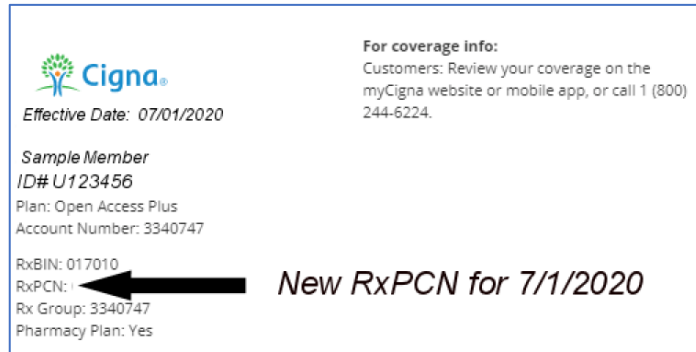 For coverage info:
Customers: Review your coverage on the
myCigna website or mobile app, or call 1 (800)
244-6224.
Cigna®
Effective Date: 07/01/2020
Sample Member
ID# U123456
Plan: Open Access Plus
Account Number: 3340747
RxBIN: 017010
RxPCN:
New RxPCN for 7/1/2020
Rx Group: 3340747
Pharmacy Plan: Yes